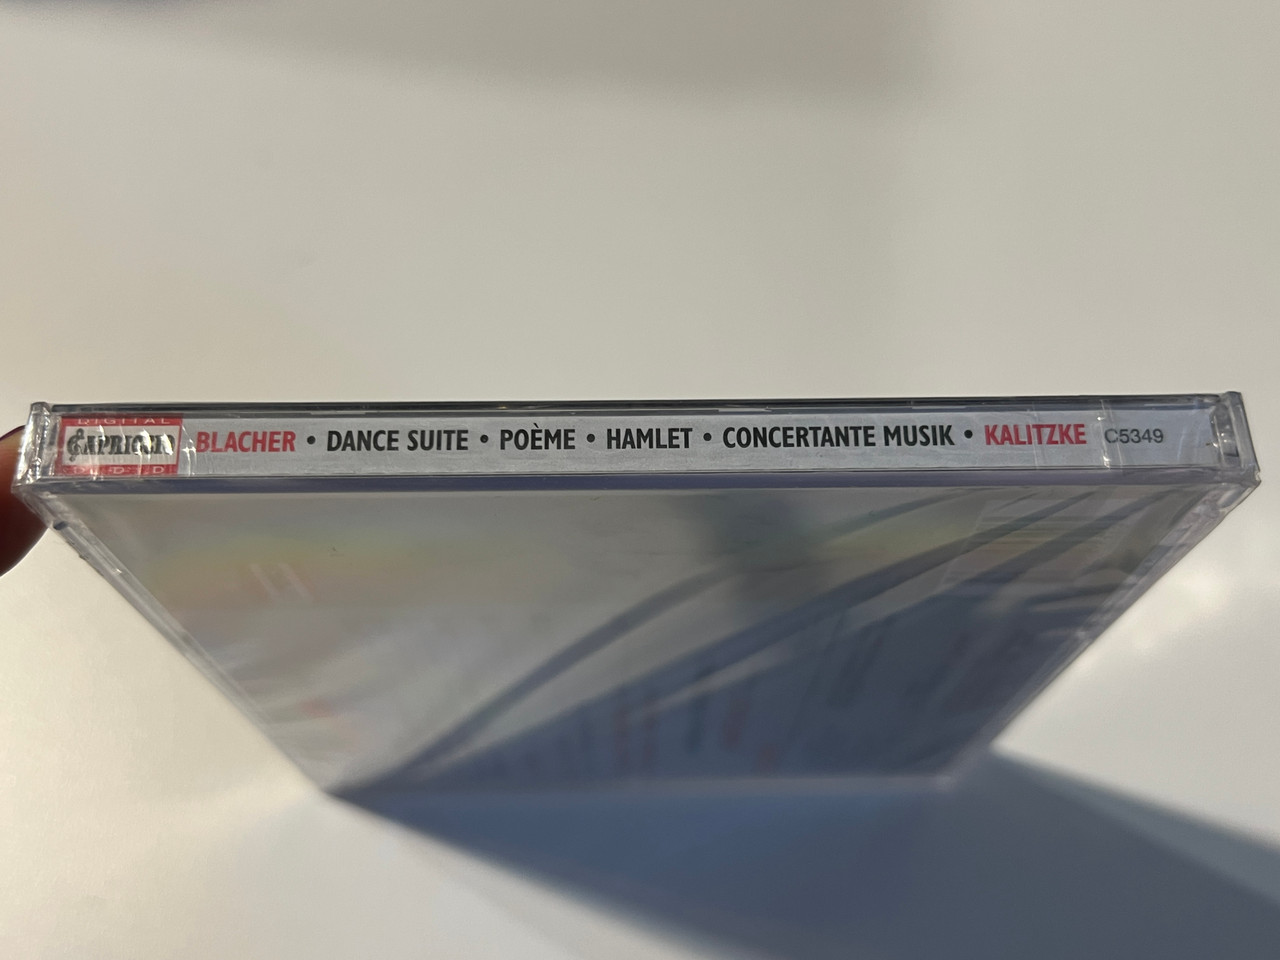 DIGITAL
CAPRICCIO
BLACHER • DANCE SUITE • POÈME • HAMLET • CONCERTANTE MUSIK • KALITZKE C5349